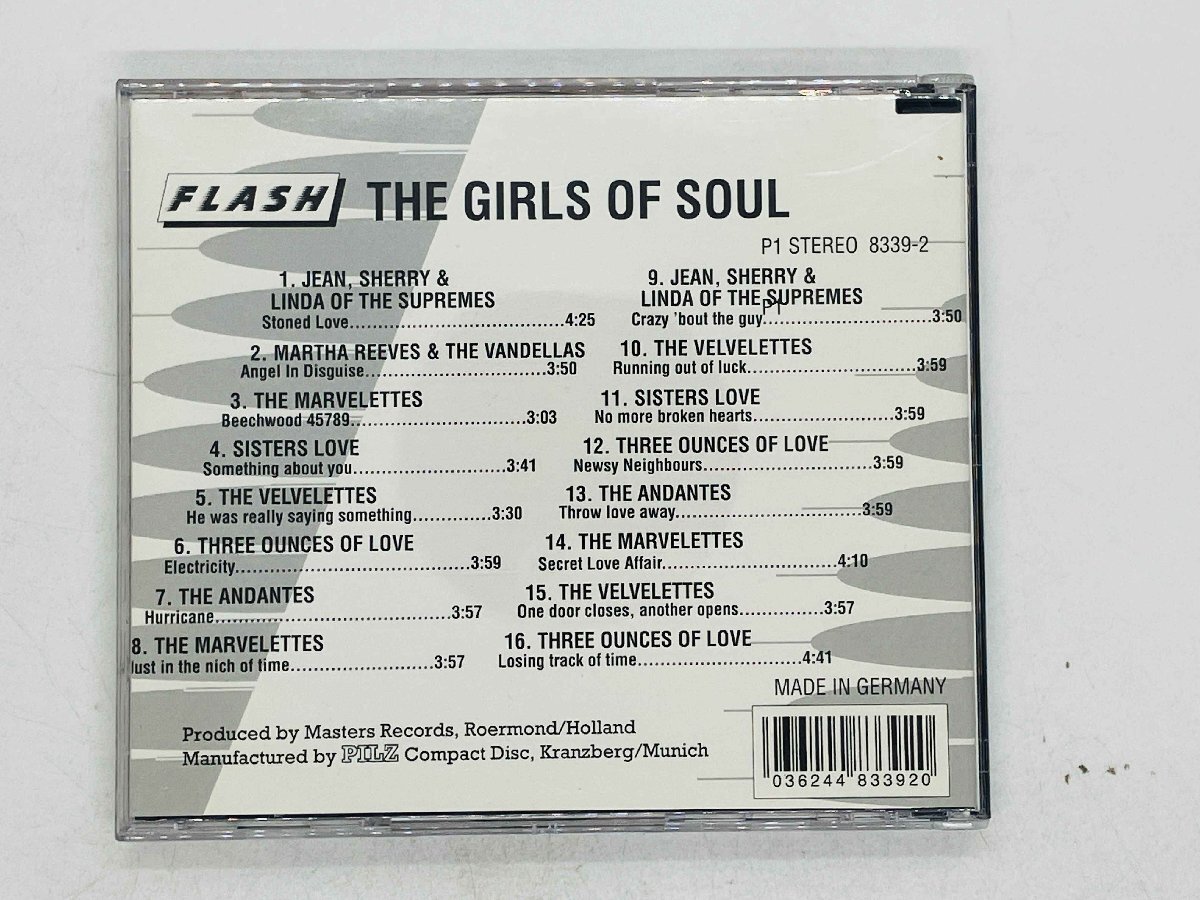 FLASH THE GIRLS OF SOUL
P1 STEREO 8339-2
1. JEAN, SHERRY &
LINDA OF THE SUPREMES
Stoned Love.......................................4:25
2. MARTHA REEVES & THE VANDELLAS
Angel In Disguise.................................3:50
3. THE MARVELETTES
Beechwood 45789................................3:03
4. SISTERS LOVE
Something about you.................................3:41
5. THE VELVELETTES
He was really saying something..............3:30
6. THREE OUNCES OF LOVE
Electricity...........................................3:59
7. THE ANDANTES
Hurricane...........................................3:57
8. THE MARVELETTES
Just in the nich of time..........................3:57
9. JEAN, SHERRY &
LINDA OF THE SUPREMES
P1
Crazy 'bout the guy...............................3:50
10. THE VELVELETTES
Running out of luck...............................3:59
11. SISTERS LOVE
No more broken hearts..........................3:59
12. THREE OUNCES OF LOVE
Newsy Neighbours...............................3:59
13. THE ANDANTES
Throw love away..................................3:59
14. THE MARVELETTES
Secret Love Affair................................4:10
15. THE VELVELETTES
One door closes, another opens...............3:57
16. THREE OUNCES OF LOVE
Losing track of time..............................4:41
MADE IN GERMANY
Produced by Masters Records, Roermond/Holland
Manufactured by PILZ Compact Disc, Kranzberg/Munich
036244 833920